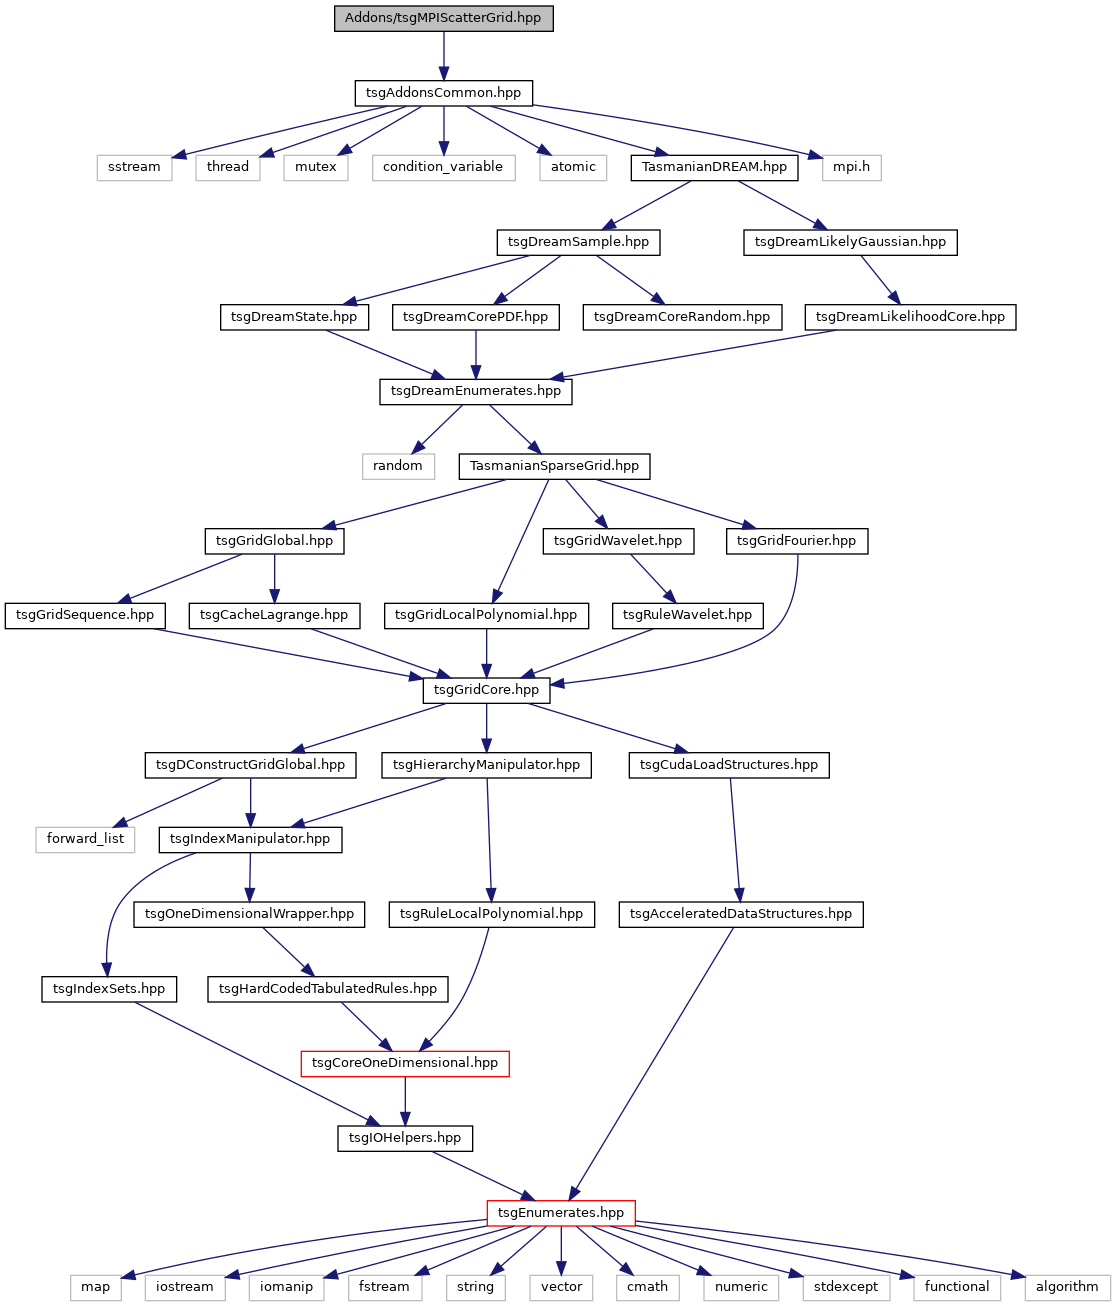 Addons/tsgMPIScatterGrid.hpp
tsgAddonsCommon.hpp
sstream
thread
mutex
condition_variable
atomic
TasmanianDREAM.hpp
mpi.h
tsgDreamSample.hpp
tsgDreamLikelyGaussian.hpp
tsgDreamState.hpp
tsgDreamCorePDF.hpp
tsgDreamCoreRandom.hpp
tsgDreamLikelihoodCore.hpp
tsgDreamEnumerates.hpp
random
TasmanianSparseGrid.hpp
tsgGridGlobal.hpp
tsgGridWavelet.hpp
tsgGridFourier.hpp
tsgGridSequence.hpp
tsgCacheLagrange.hpp
tsgGridLocalPolynomial.hpp
tsgRuleWavelet.hpp
tsgGridCore.hpp
tsgDConstructGridGlobal.hpp
tsgHierarchyManipulator.hpp
tsgCudaLoadStructures.hpp
forward_list
tsgIndexManipulator.hpp
tsgOneDimensionalWrapper.hpp
tsgRuleLocalPolynomial.hpp
tsgAcceleratedDataStructures.hpp
tsgIndexSets.hpp
tsgHardCodedTabulatedRules.hpp
tsgCoreOneDimensional.hpp
tsgIOHelpers.hpp
tsgEnumerates.hpp
map
iostream
iomanip
fstream
string
vector
cmath
numeric
stdexcept
functional
algorithm